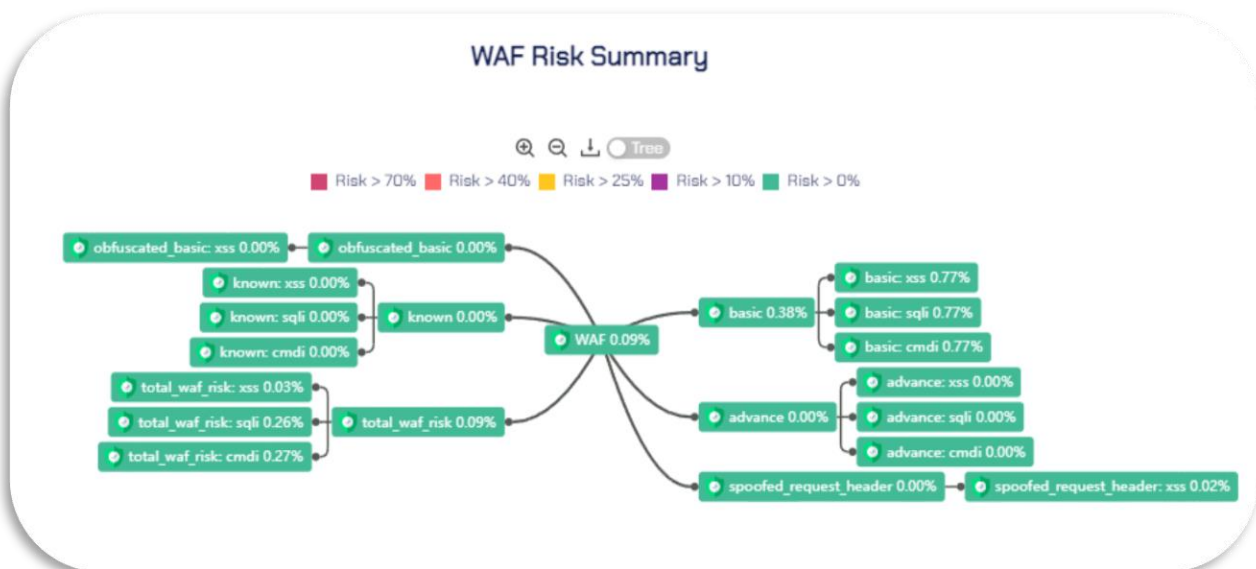 WAF Risk Summary
Tree
Risk > 70% Risk > 40% Risk > 25% Risk > 10% Risk > 0%
obfuscated_basic: xss 0.00%
obfuscated_basic 0.00%
known: xss 0.00%
known: sqli 0.00%
known: cmdi 0.00%
known 0.00%
total_waf_risk: xss 0.03%
total_waf_risk: sqli 0.26%
total_waf_risk: cmdi 0.27%
total_waf_risk 0.09%
WAF 0.09%
basic 0.38%
basic: xss 0.77%
basic: sqli 0.77%
basic: cmdi 0.77%
advance 0.00%
advance: xss 0.00%
advance: sqli 0.00%
advance: cmdi 0.00%
spoofed_request_header 0.00%
spoofed_request_header: xss 0.02%